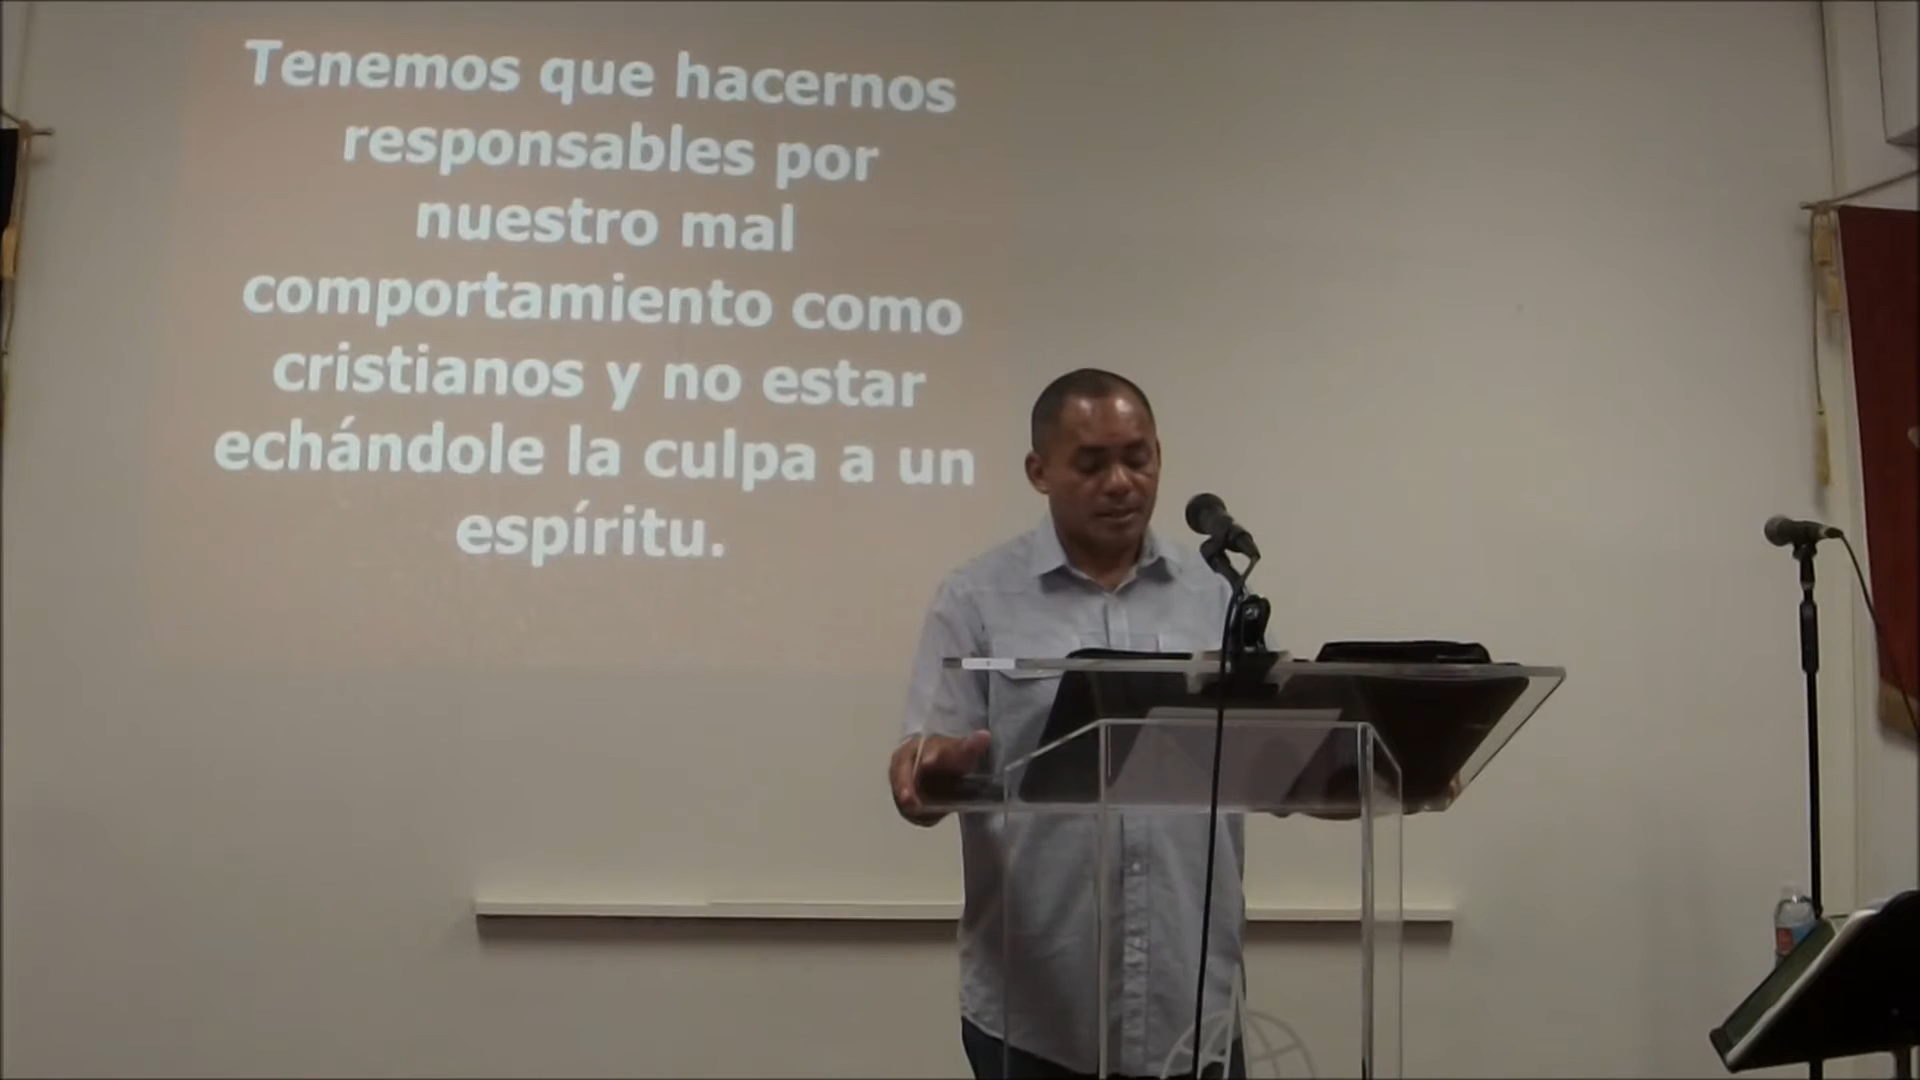 Tenemos que hacernos
responsables por
nuestro mal
comportamiento como
cristianos y no estar
echándole la culpa a un
espíritu.